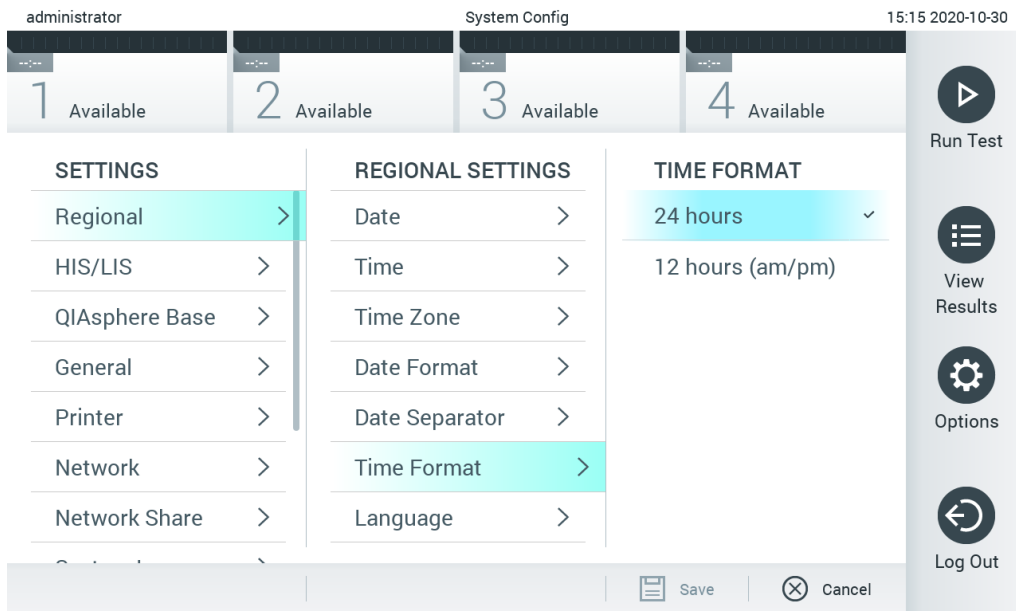 administrator
System Config
15:15 2020-10-30
--:--
1 Available
--:--
2 Available
--:--
3 Available
--:--
4 Available
SETTINGS
Regional
HIS/LIS
QIAsphere Base
General
Printer
Network
Network Share
REGIONAL SETTINGS
Date
Time
Time Zone
Date Format
Date Separator
Time Format
Language
TIME FORMAT
24 hours
12 hours (am/pm)
Save
Cancel
Run Test
View
Results
Options
Log Out